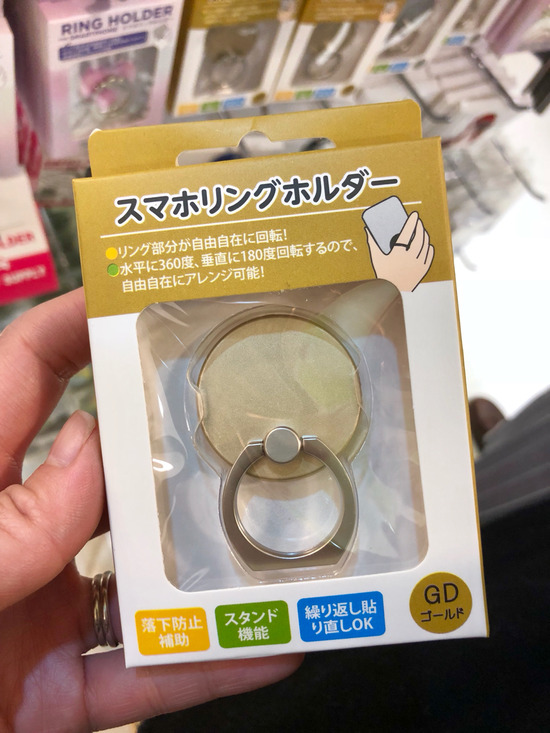 RING HOLDER
スマホリングホルダー
リング部分が自由自在に回転!
水平に360度、垂直に180度回転するので、
自由自在にアレンジ可能!
落下防止
補助
スタンド
機能
繰り返し貼
り直しOK
GD
ゴールド